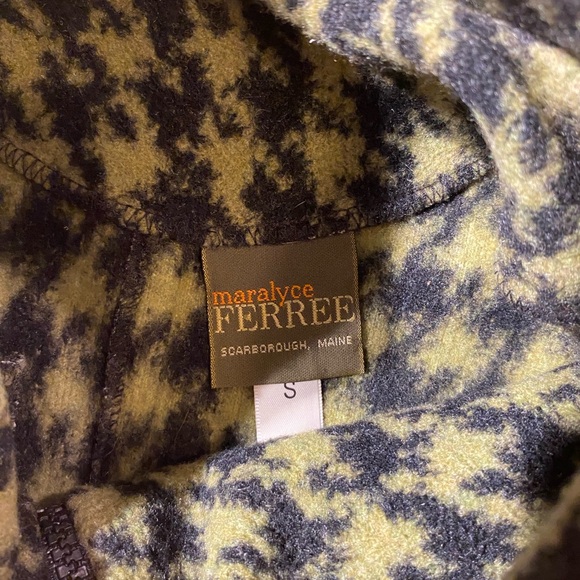 maralyce
FERREE
SCARBOROUGH, MAINE
S